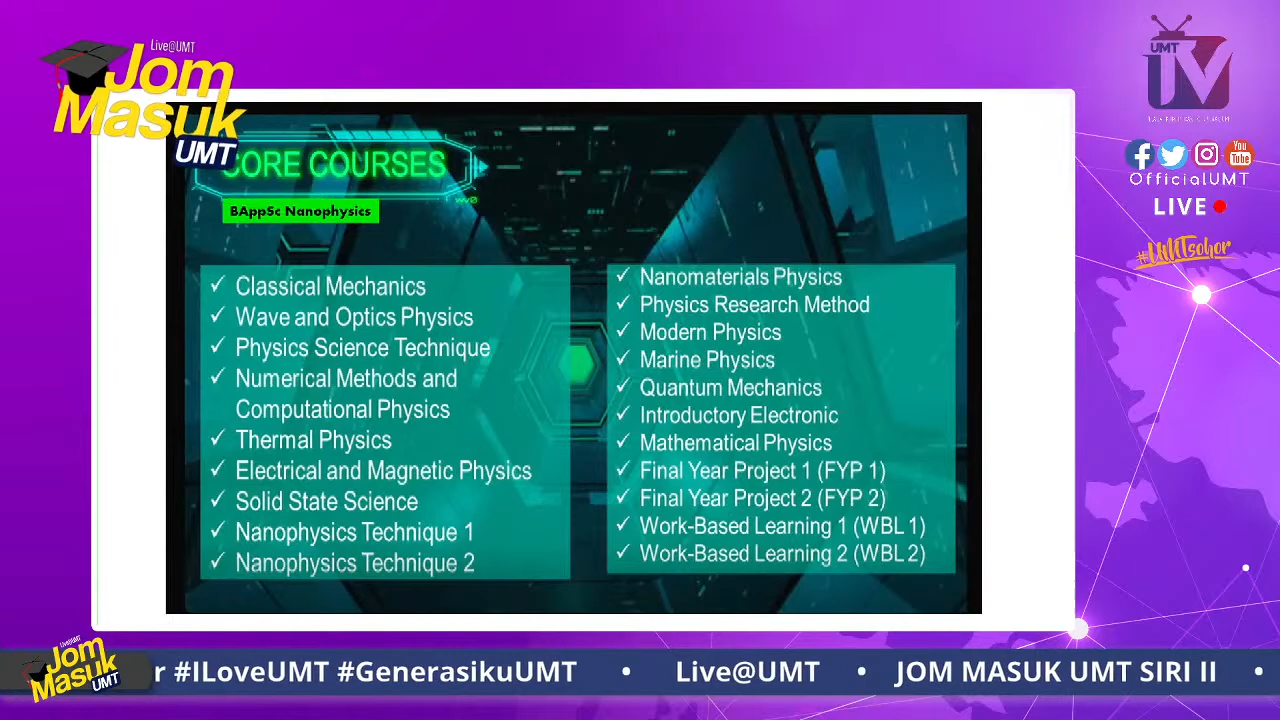 Live@UMT
Jom
Masuk
UMT
UMT
TV
OfficialUMT
LIVE
#UMTsohor
CORE COURSES
BAppSc Nanophysics
✓ Classical Mechanics
✓ Wave and Optics Physics
✓ Physics Science Technique
✓ Numerical Methods and
Computational Physics
✓ Thermal Physics
✓ Electrical and Magnetic Physics
✓ Solid State Science
✓ Nanophysics Technique 1
✓ Nanophysics Technique 2
✓ Nanomaterials Physics
✓ Physics Research Method
✓ Modern Physics
✓ Marine Physics
✓ Quantum Mechanics
✓ Introductory Electronic
✓ Mathematical Physics
✓ Final Year Project 1 (FYP 1)
✓ Final Year Project 2 (FYP 2)
✓ Work-Based Learning 1 (WBL 1)
✓ Work-Based Learning 2 (WBL 2)
Live@UMT
Jom
Masuk
UMT
r #ILoveUMT #GenerasikuUMT • Live@UMT • JOM MASUK UMT SIRI II •